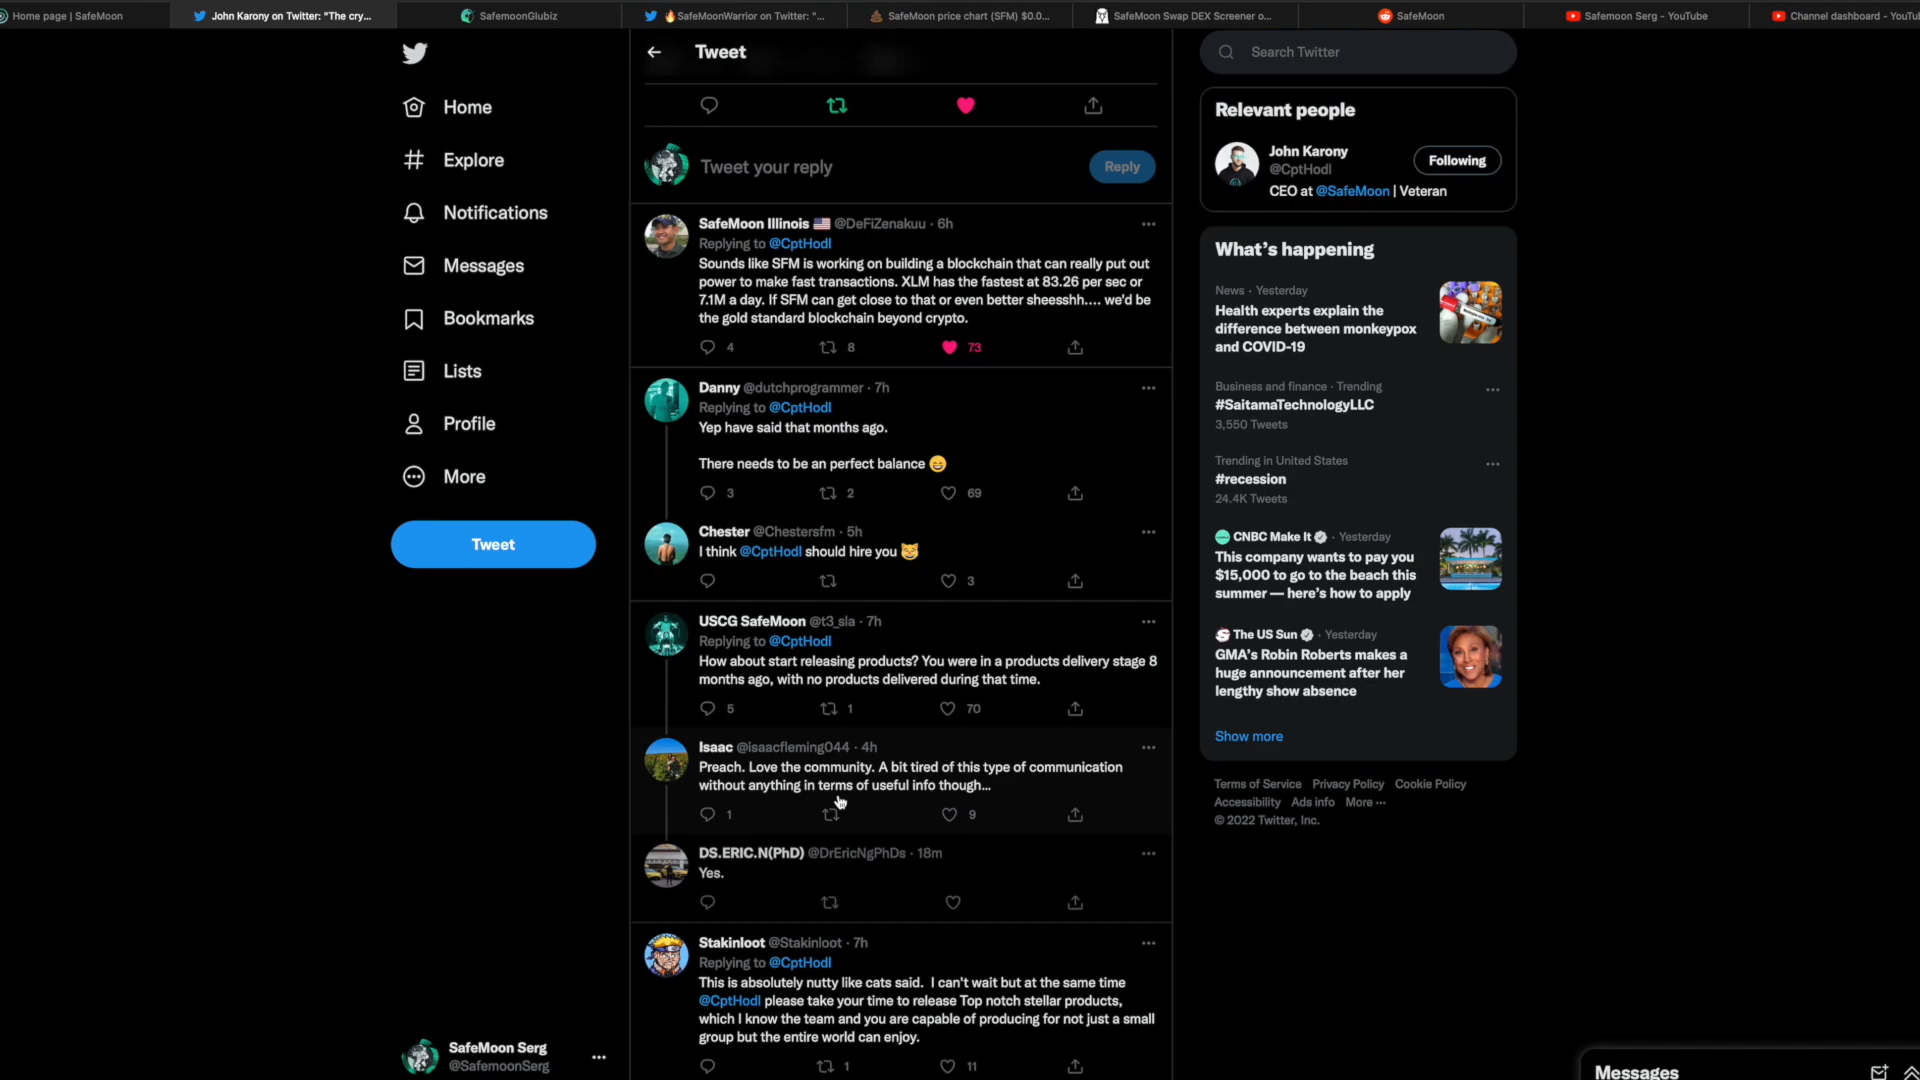 Home page | SafeMoon
John Karony on Twitter: "The cry...
SafemoonGlubiz
🔥SafeMoonWarrior on Twitter: "...
SafeMoon price chart (SFM) $0.0...
SafeMoon Swap DEX Screener o...
SafeMoon
Safemoon Serg - YouTube
Channel dashboard - YouTu
Home
Explore
Notifications
Messages
Bookmarks
Lists
Profile
More
Tweet
SafeMoon Serg
@SafemoonSerg
Tweet
Tweet your reply
Reply
SafeMoon Illinois 🇺🇸 @DeFiZenakuu · 6h
Replying to @CptHodl
Sounds like SFM is working on building a blockchain that can really put out
power to make fast transactions. XLM has the fastest at 83.26 per sec or
7.1M a day. If SFM can get close to that or even better sheesshh.... we'd be
the gold standard blockchain beyond crypto.
4 8 73
Danny @dutchprogrammer · 7h
Replying to @CptHodl
Yep have said that months ago.
There needs to be an perfect balance 😄
3 2 69
Chester @Chestersfm · 5h
I think @CptHodl should hire you 😸
3
USCG SafeMoon @t3_sla · 7h
Replying to @CptHodl
How about start releasing products? You were in a products delivery stage 8
months ago, with no products delivered during that time.
5 1 70
Isaac @isaacfleming044 · 4h
Preach. Love the community. A bit tired of this type of communication
without anything in terms of useful info though...
1 9
DS.ERIC.N(PhD) @DrEricNgPhDs · 18m
Yes.
Stakinloot @Stakinloot · 7h
Replying to @CptHodl
This is absolutely nutty like cats said. I can't wait but at the same time
@CptHodl please take your time to release Top notch stellar products,
which I know the team and you are capable of producing for not just a small
group but the entire world can enjoy.
1 11
Search Twitter
Relevant people
John Karony
@CptHodl
Following
CEO at @SafeMoon | Veteran
What's happening
News · Yesterday
Health experts explain the
difference between monkeypox
and COVID-19
Business and finance · Trending
#SaitamaTechnologyLLC
3,550 Tweets
Trending in United States
#recession
24.4K Tweets
CNBC Make It · Yesterday
This company wants to pay you
$15,000 to go to the beach this
summer — here's how to apply
The US Sun · Yesterday
GMA's Robin Roberts makes a
huge announcement after her
lengthy show absence
Show more
Terms of Service Privacy Policy Cookie Policy
Accessibility Ads info More ···
© 2022 Twitter, Inc.
Messages